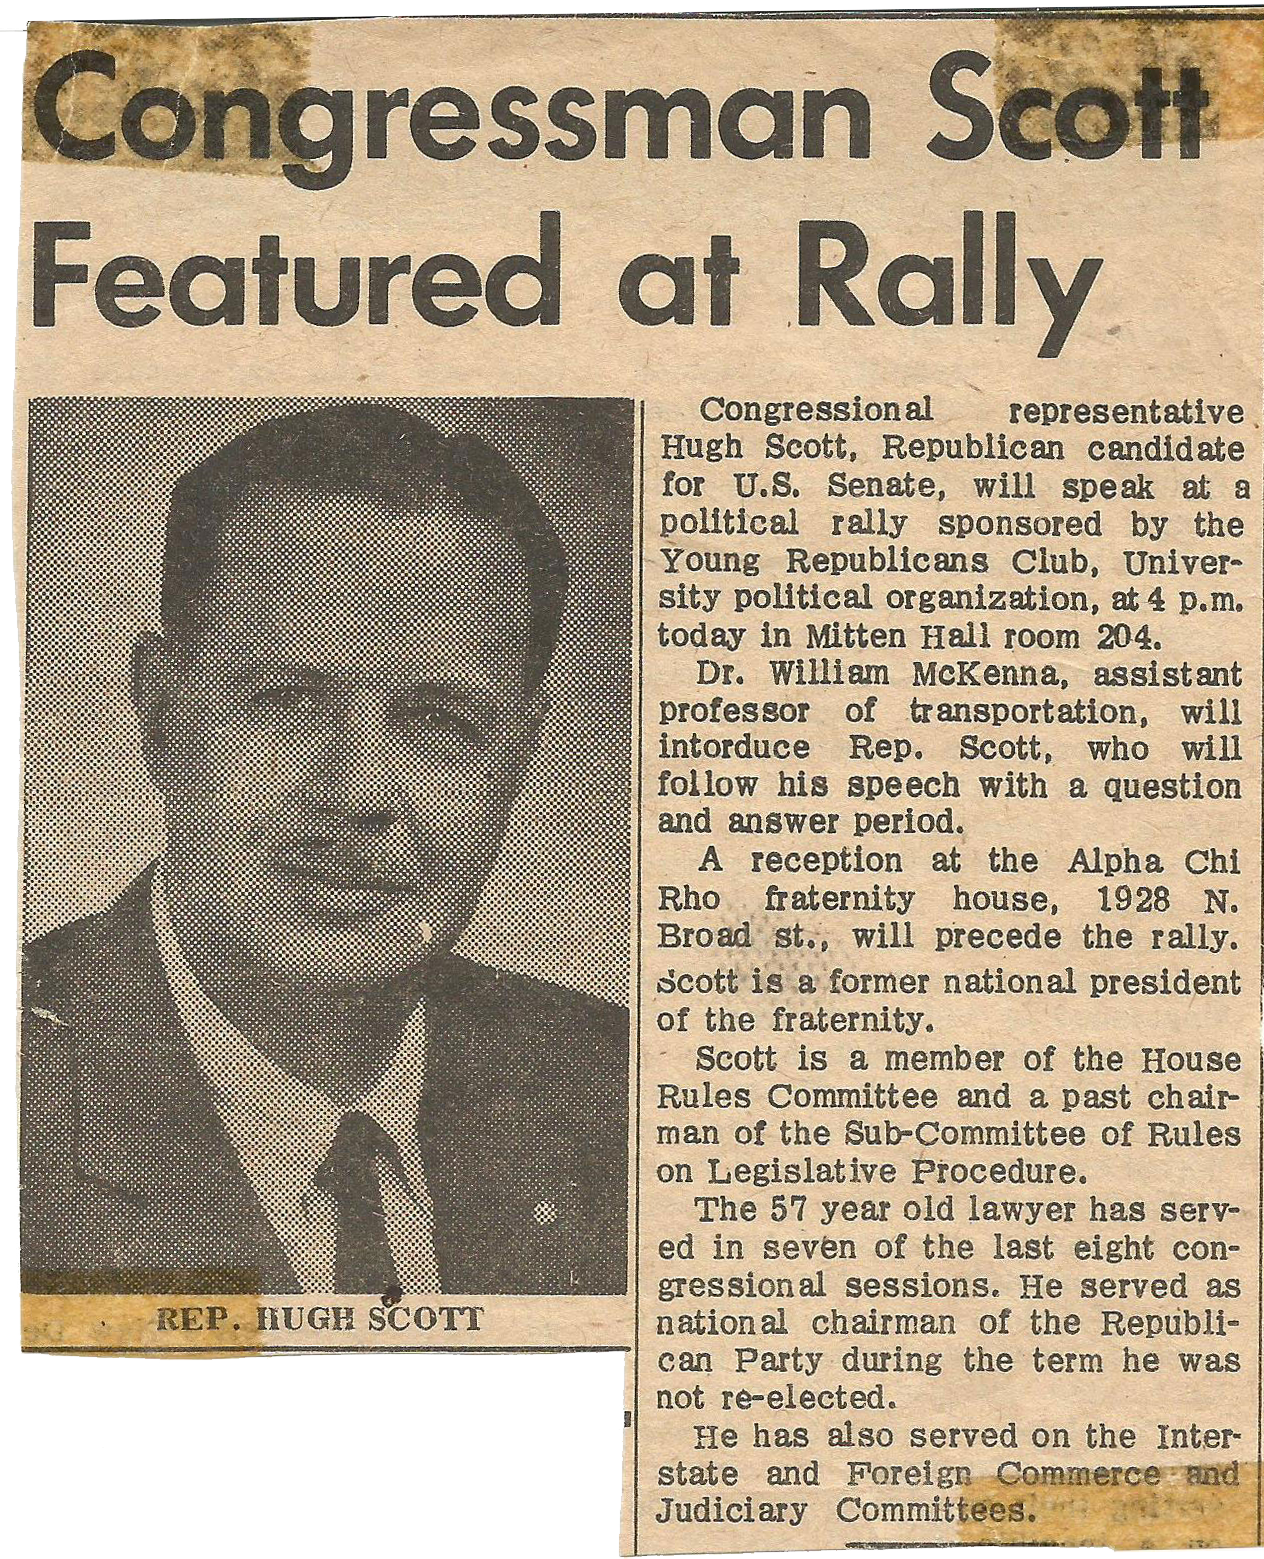 Congressman Scott
Featured at Rally
REP. HUGH SCOTT
Congressional representative
Hugh Scott, Republican candidate
for U.S. Senate, will speak at a
political rally sponsored by the
Young Republicans Club, Univer-
sity political organization, at 4 p.m.
today in Mitten Hall room 204.
Dr. William McKenna, assistant
professor of transportation, will
intorduce Rep. Scott, who will
follow his speech with a question
and answer period.
A reception at the Alpha Chi
Rho fraternity house, 1928 N.
Broad st., will precede the rally.
Scott is a former national president
of the fraternity.
Scott is a member of the House
Rules Committee and a past chair-
man of the Sub-Committee of Rules
on Legislative Procedure.
The 57 year old lawyer has serv-
ed in seven of the last eight con-
gressional sessions. He served as
national chairman of the Republi-
can Party during the term he was
not re-elected.
He has also served on the Inter-
state and Foreign Commerce and
Judiciary Committees.